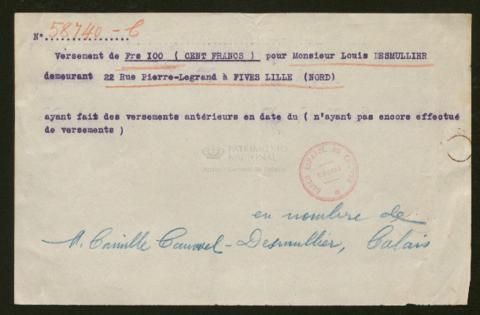 N° 58740-C
Versement de Frs I00 ( CENT FRANCS ) pour Monsieur Louis DESMULLIER
demeurant 22 Rue Pierre-Legrand à FIVES LILLE (NORD)
ayant fait des versements antérieurs en date du ( n'ayant pas encore effectué
de versements )
PATRIMONIO
NACIONAL
en nombre de
M. Camille -Desmullier, Calais